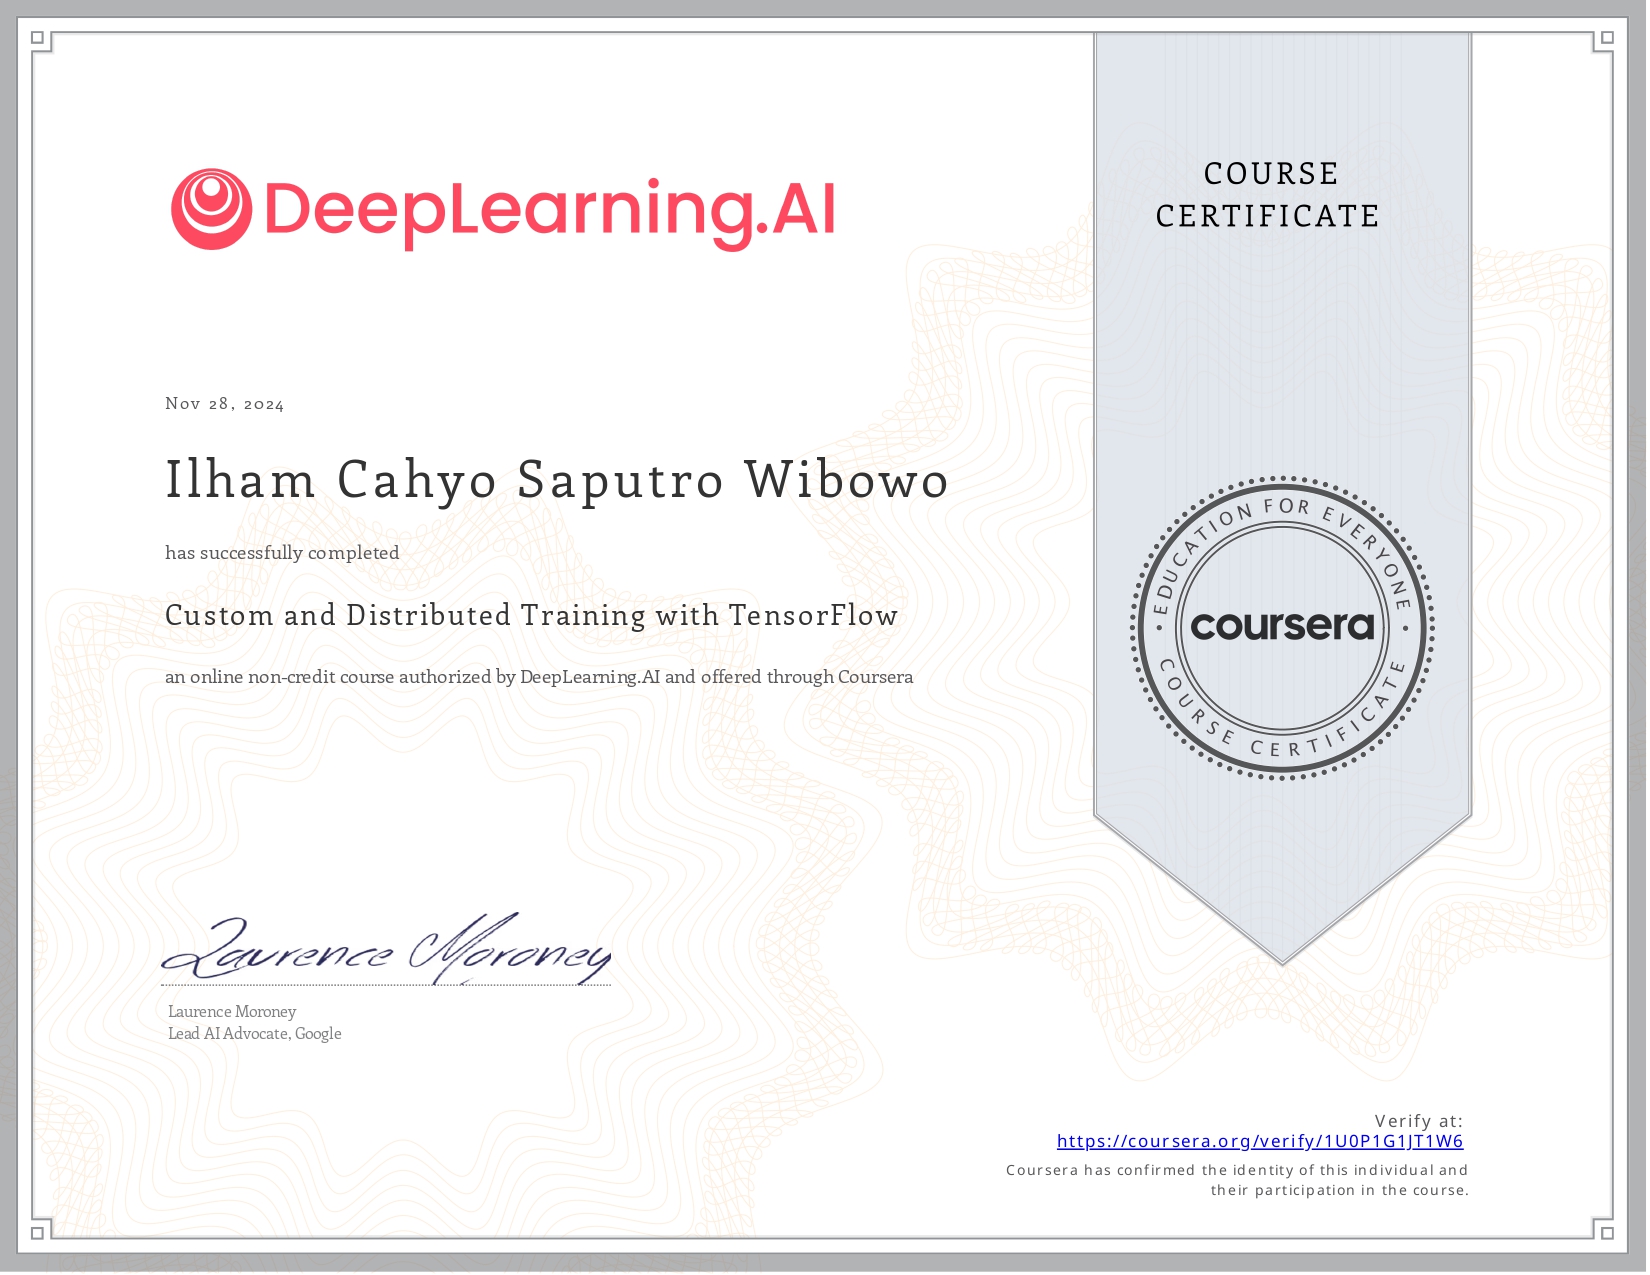 DeepLearning.AI
COURSE
CERTIFICATE
Nov 28, 2024
Ilham Cahyo Saputro Wibowo
has successfully completed
Custom and Distributed Training with TensorFlow
an online non-credit course authorized by DeepLearning.AI and offered through Coursera
EDUCATION FOR EVERYONE
coursera
COURSE CERTIFICATE
Laurence Moroney
Laurence Moroney
Lead AI Advocate, Google
Verify at:
https://coursera.org/verify/1U0P1G1JT1W6
Coursera has confirmed the identity of this individual and
their participation in the course.